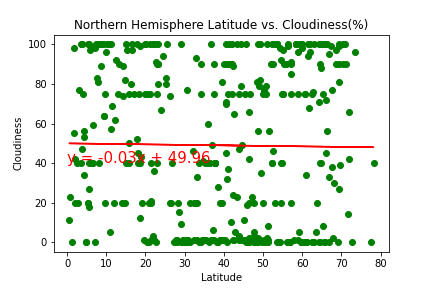 Northern Hemisphere Latitude vs. Cloudiness(%)
100
80
60
40
20
0
Cloudiness
y = -0.03x + 49.96
0 10 20 30 40 50 60 70 80
Latitude